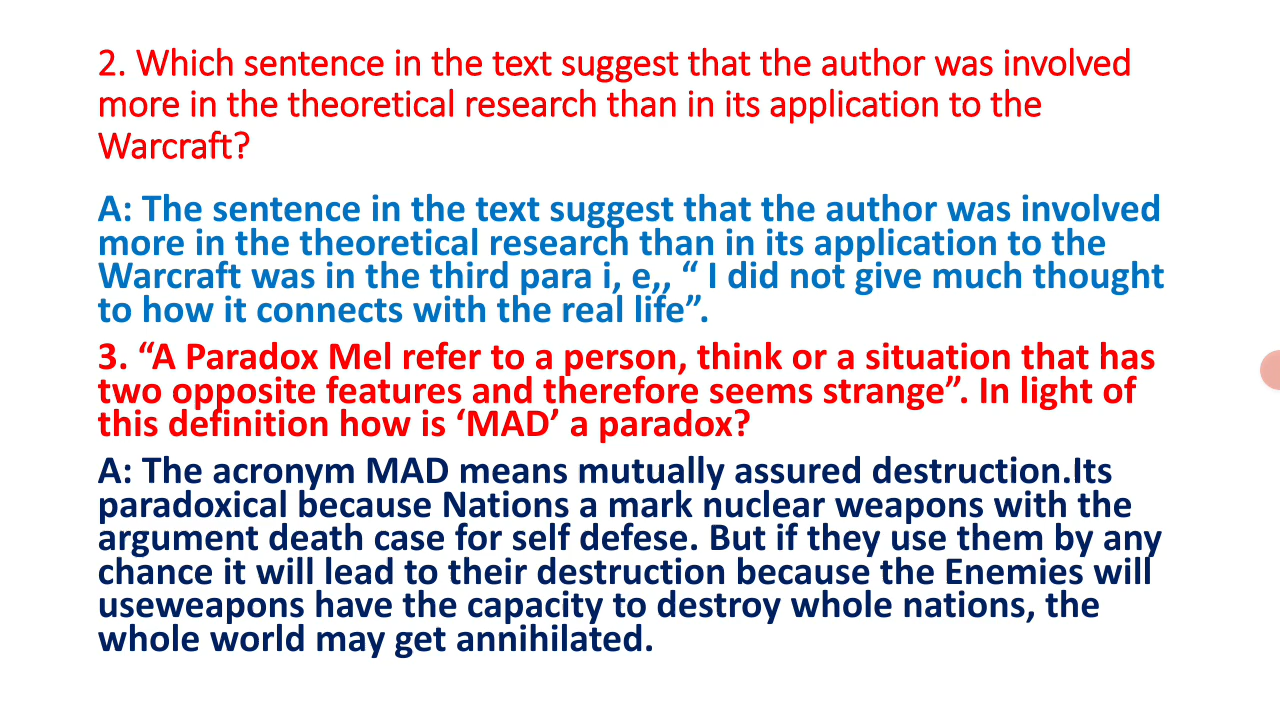 2. Which sentence in the text suggest that the author was involved
more in the theoretical research than in its application to the
Warcraft?
A: The sentence in the text suggest that the author was involved
more in the theoretical research than in its application to the
Warcraft was in the third para i, e,, “ I did not give much thought
to how it connects with the real life”.
3. “A Paradox Mel refer to a person, think or a situation that has
two opposite features and therefore seems strange”. In light of
this definition how is ‘MAD’ a paradox?
A: The acronym MAD means mutually assured destruction.Its
paradoxical because Nations a mark nuclear weapons with the
argument death case for self defese. But if they use them by any
chance it will lead to their destruction because the Enemies will
useweapons have the capacity to destroy whole nations, the
whole world may get annihilated.